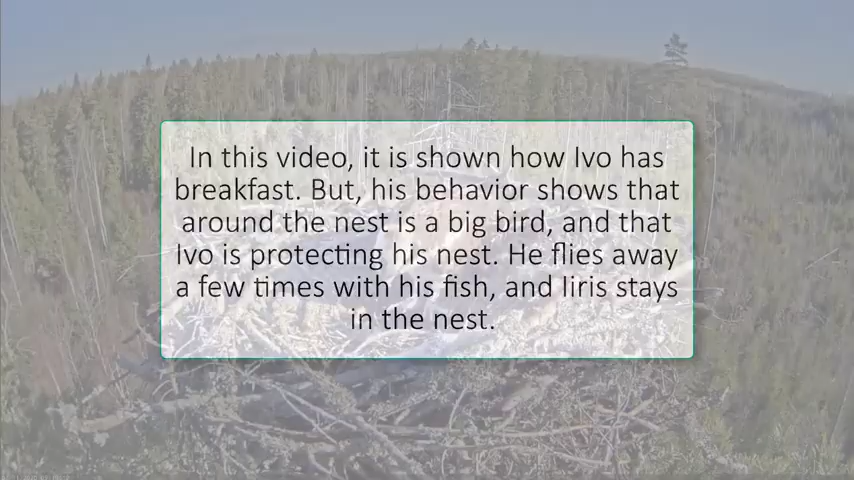 In this video, it is shown how Ivo has
breakfast. But, his behavior shows that
around the nest is a big bird, and that
Ivo is protecting his nest. He flies away
a few times with his fish, and Iiris stays
in the nest.